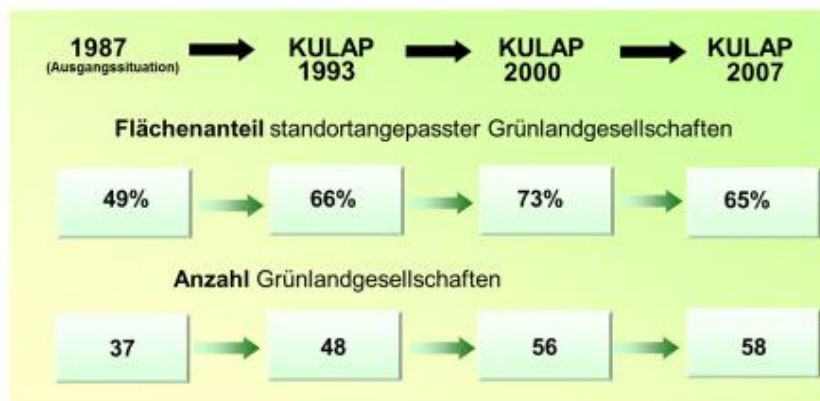 1987 KULAP KULAP KULAP
(Ausgangssituation) 1993 2000 2007
Flächenanteil standortangepasster Grünlandgesellschaften
49% 66% 73% 65%
Anzahl Grünlandgesellschaften
37 48 56 58